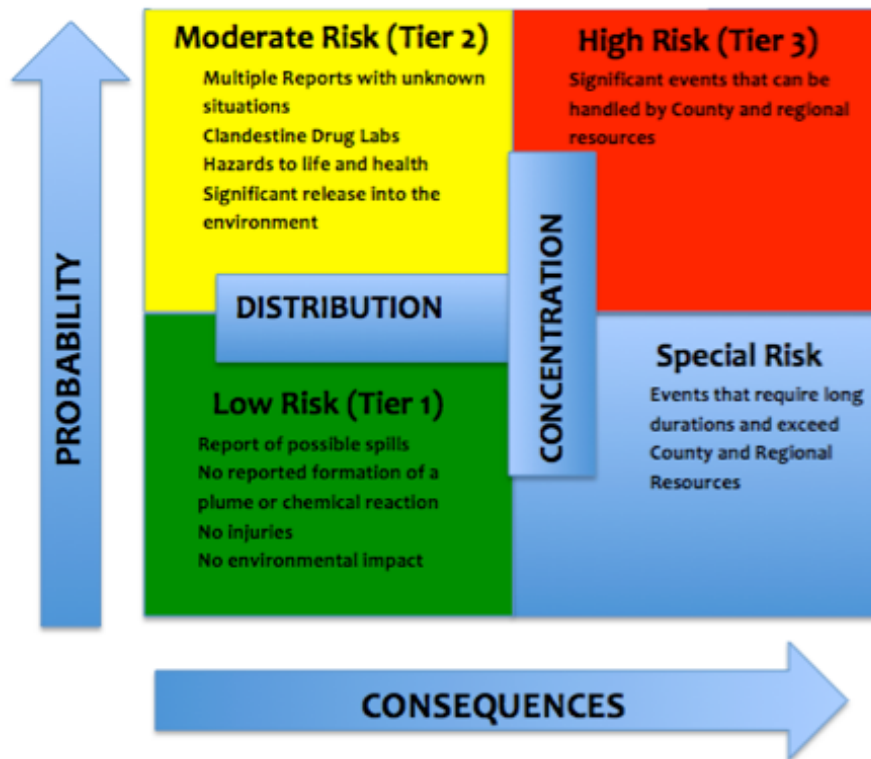 PROBABILITY
Moderate Risk (Tier 2)
Multiple Reports with unknown
situations
Clandestine Drug Labs
Hazards to life and health
Significant release into the
environment
High Risk (Tier 3)
Significant events that can be
handled by County and regional
resources
DISTRIBUTION
CONCENTRATION
Low Risk (Tier 1)
Report of possible spills
No reported formation of a
plume or chemical reaction
No injuries
No environmental impact
Special Risk
Events that require long
durations and exceed
County and Regional
Resources
CONSEQUENCES